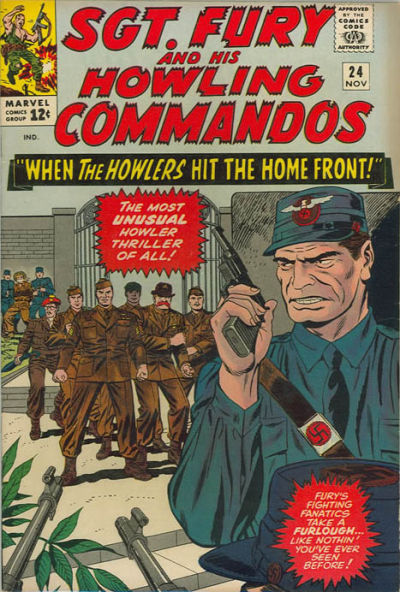 SGT. FURY
AND HIS
HOWLING
COMMANDOS
APPROVED
BY THE
COMICS
CODE
AUTHORITY
24
NOV
MARVEL
COMICS
GROUP
12¢
IND.
"WHEN THE HOWLERS HIT THE HOME FRONT!"
THE MOST
UNUSUAL
HOWLER
THRILLER
OF ALL!
FURY'S
FIGHTING
FANATICS
TAKE A
FURLOUGH...
LIKE NOTHIN'
YOU'VE EVER
SEEN
BEFORE!